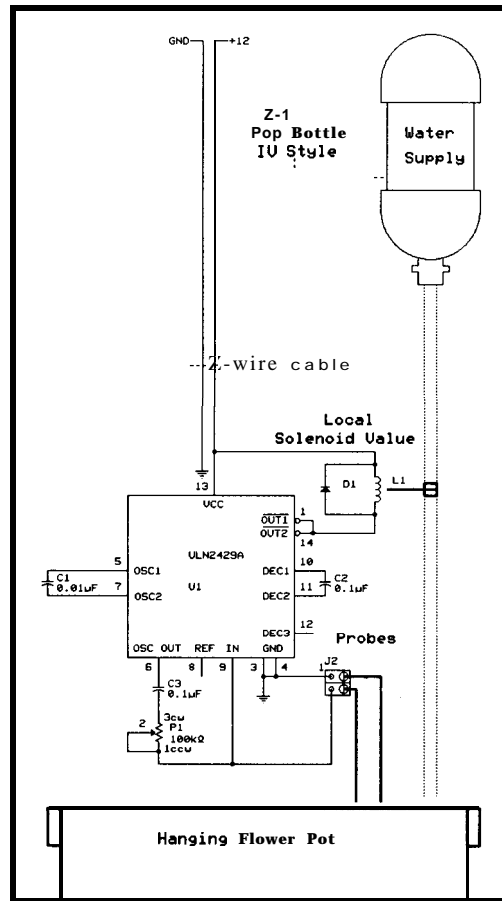 GND
+12
Z-1
Pop Bottle
IV Style
Water
Supply
Z-wire cable
Local
Solenoid Value
13
VCC
D1
L1
1
OUT1
OUT2
14
ULN2429A
U1
5
OSC1
7
OSC2
C1
0.01µF
10
DEC1
11
DEC2
C2
0.1µF
12
DEC3
OSC OUT
REF
IN
GND
6
8
9
3
4
Probes
J2
1
C3
0.1µF
3cw
P1
2
100kΩ
1ccw
Hanging Flower Pot